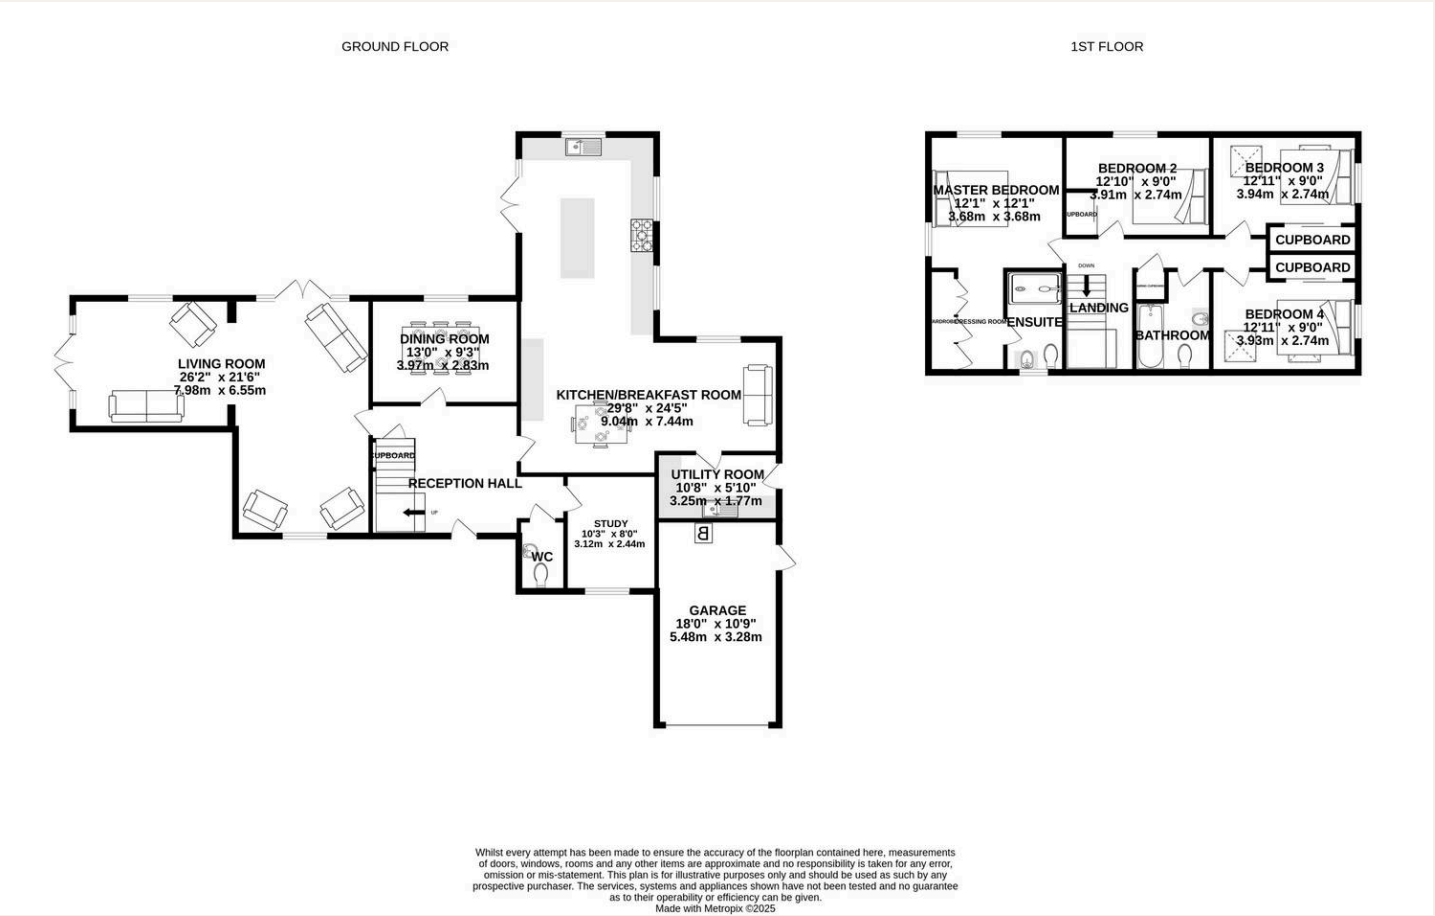 GROUND FLOOR
1ST FLOOR
LIVING ROOM
26'2" x 21'6"
7.98m x 6.55m
DINING ROOM
13'0" x 9'3"
3.97m x 2.83m
KITCHEN/BREAKFAST ROOM
29'8" x 24'5"
9.04m x 7.44m
CUPBOARD
RECEPTION HALL
UP
UTILITY ROOM
10'8" x 5'10"
3.25m x 1.77m
STUDY
10'3" x 8'0"
3.12m x 2.44m
WC
B
GARAGE
18'0" x 10'9"
5.48m x 3.28m
MASTER BEDROOM
12'1" x 12'1"
3.68m x 3.68m
BEDROOM 2
12'10" x 9'0"
3.91m x 2.74m
UPBOARD
BEDROOM 3
12'11" x 9'0"
3.94m x 2.74m
CUPBOARD
CUPBOARD
DOWN
LANDING
DRESSING ROOM
ENSUITE
BATHROOM
BEDROOM 4
12'11" x 9'0"
3.93m x 2.74m
Whilst every attempt has been made to ensure the accuracy of the floorplan contained here, measurements
of doors, windows, rooms and any other items are approximate and no responsibility is taken for any error,
omission or mis-statement. This plan is for illustrative purposes only and should be used as such by any
prospective purchaser. The services, systems and appliances shown have not been tested and no guarantee
as to their operability or efficiency can be given.
Made with Metropix ©2025